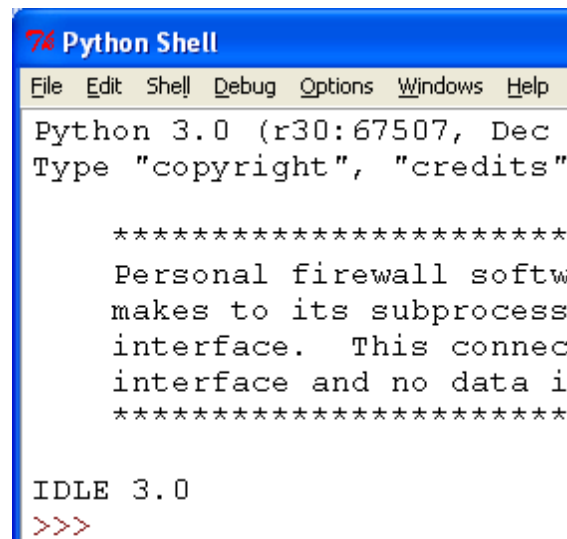 7% Python Shell
File Edit Shell Debug Options Windows Help
Python 3.0 (r30:67507, Dec
Type "copyright", "credits"
************************
Personal firewall softw
makes to its subprocess
interface.  This connec
interface and no data i
************************
IDLE 3.0
>>>